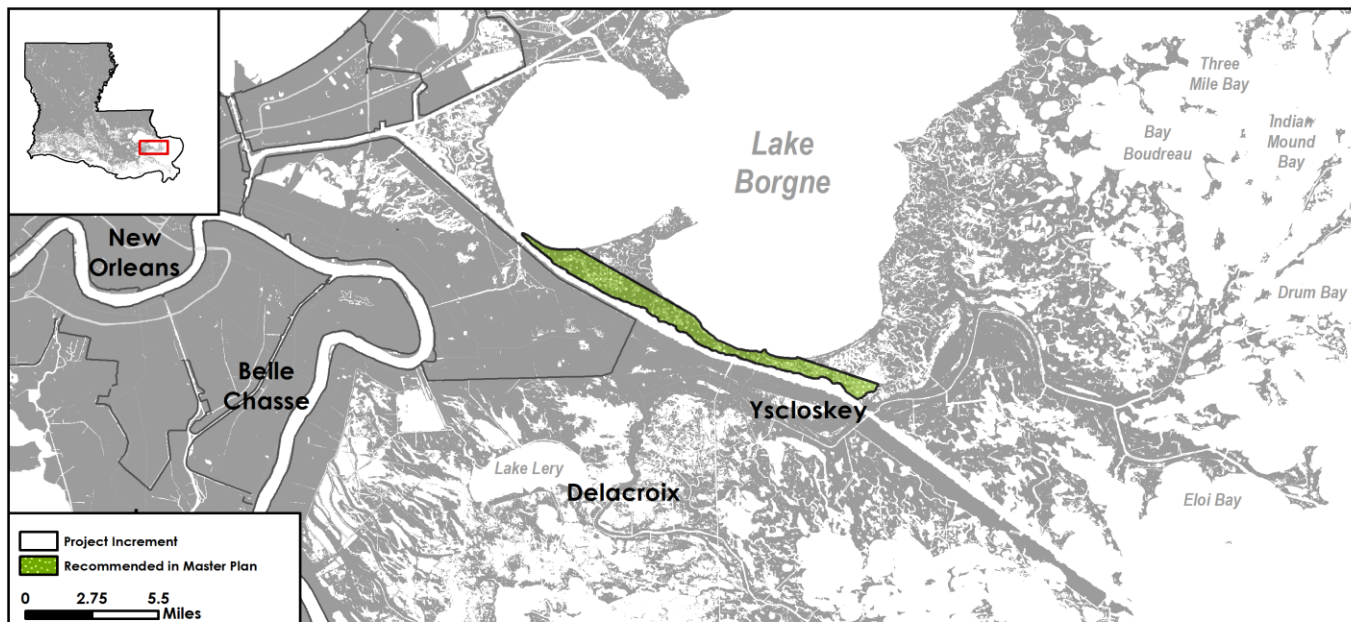 Three
Mile Bay
Indian
Mound
Bay
Bay
Boudreau
Lake
Borgne
New
Orleans
Drum Bay
Belle
Chasse
Yscloskey
Lake Lery
Delacroix
Eloi Bay
Project Increment
Recommended in Master Plan
0 2.75 5.5
Miles